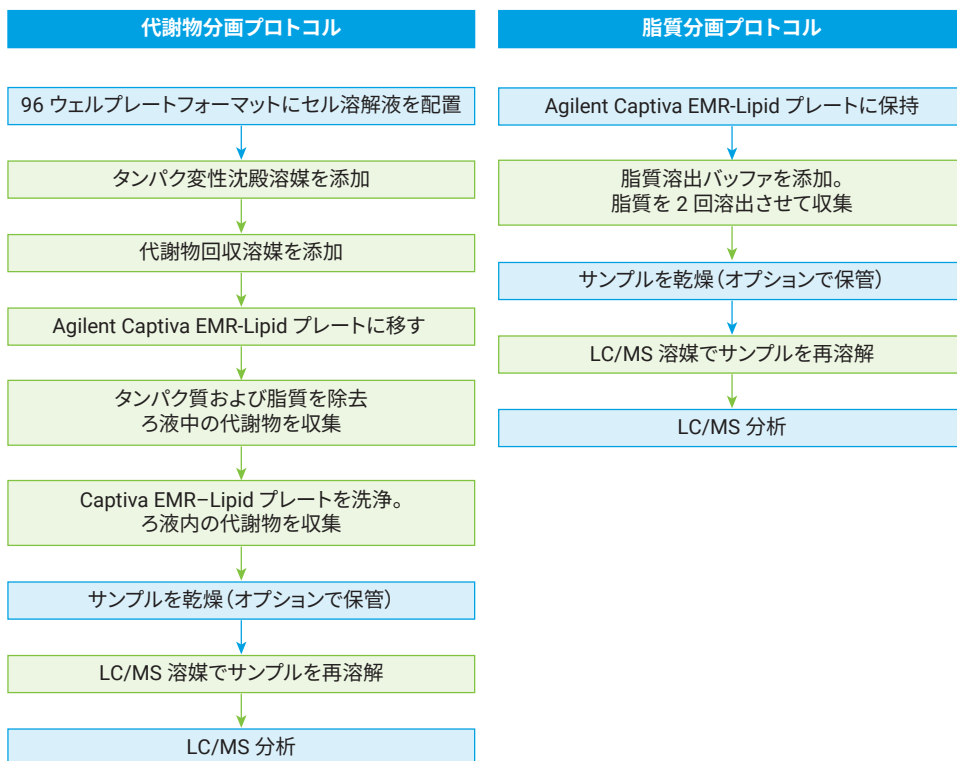 代謝物分画プロトコル
96 ウェルプレートフォーマットにセル溶解液を配置
タンパク変性沈殿溶媒を添加
代謝物回収溶媒を添加
Agilent Captiva EMR-Lipid プレートに移す
タンパク質および脂質を除去
ろ液中の代謝物を収集
Captiva EMR–Lipid プレートを洗浄。
ろ液内の代謝物を収集
サンプルを乾燥（オプションで保管）
LC/MS 溶媒でサンプルを再溶解
LC/MS 分析
脂質分画プロトコル
Agilent Captiva EMR-Lipid プレートに保持
脂質溶出バッファを添加。
脂質を 2 回溶出させて収集
サンプルを乾燥（オプションで保管）
LC/MS 溶媒でサンプルを再溶解
LC/MS 分析